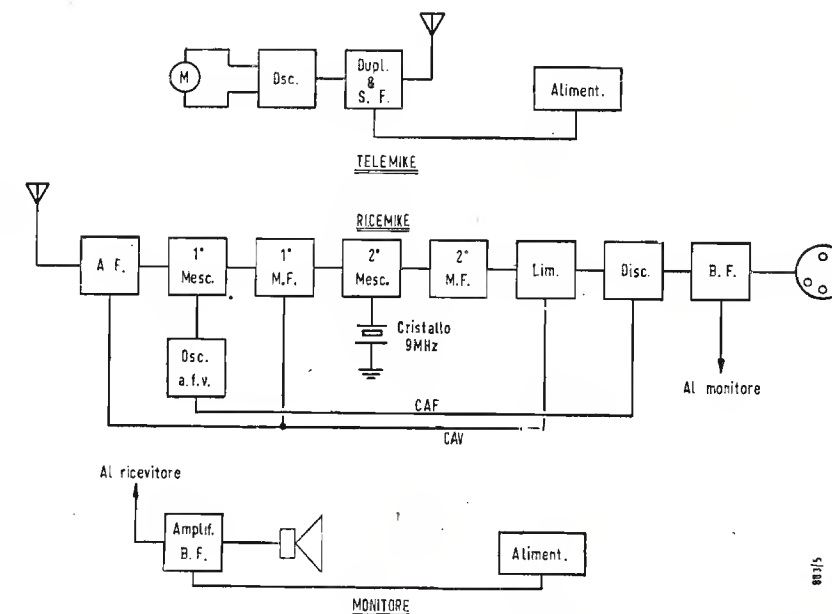 M
Osc.
Dupl.
&
S. F.
Aliment.
TELEMIKE
RICEMIKE
A F.
1°
Mesc.
1°
M.F.
2°
Mesc.
2°
M.F.
Lim.
Disc.
B. F.
Cristallo
9MHz
Osc.
a.f.v.
Al monitore
CAF
CAV
Al ricevitore
Amplif.
B. F.
Aliment.
MONITORE
883/5